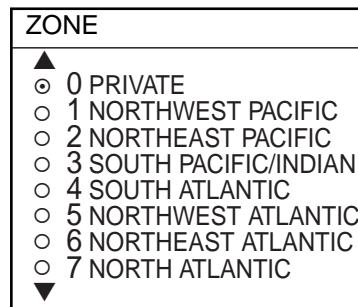 ZONE
0 PRIVATE
1 NORTHWEST PACIFIC
2 NORTHEAST PACIFIC
3 SOUTH PACIFIC/INDIAN
4 SOUTH ATLANTIC
5 NORTHWEST ATLANTIC
6 NORTHEAST ATLANTIC
7 NORTH ATLANTIC